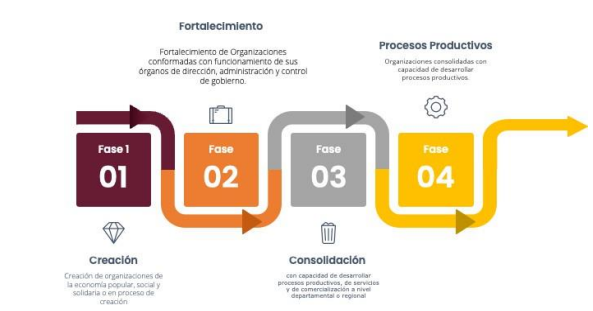 Fortalecimiento
Fortalecimiento de Organizaciones
conformadas con funcionamiento de sus
órganos de dirección, administración y control
de gobierno.
Procesos Productivos
Organizaciones consolidadas con
capacidad de desarrollar
procesos productivos.
Fase 1
01
Fase
02
Fase
03
Fase
04
Creación
Creación de organizaciones de
la economía popular, social y
solidaria o en proceso de
creación
Consolidación
con capacidad de desarrollar
procesos productivos, de servicios
y de comercialización a nivel
departamental o regional